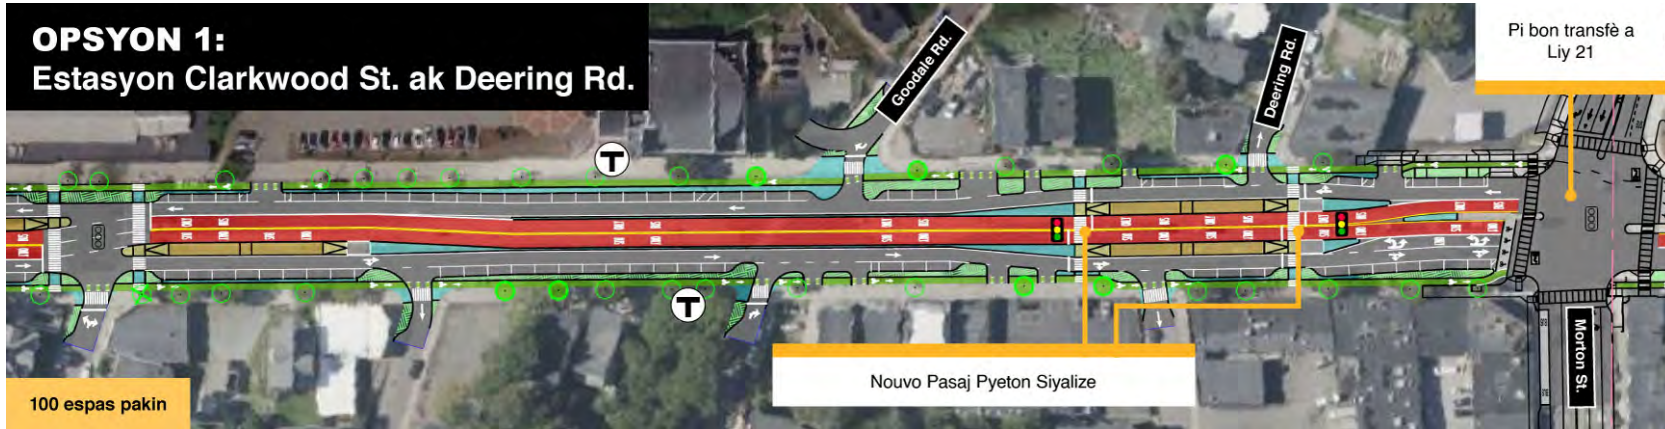 OPSYON 1:
Estasyon Clarkwood St. ak Deering Rd.
Goodale Rd.
Deering Rd.
Pi bon transfè a
Liy 21
T
T
Nouvo Pasaj Pyeton Siyalize
100 espas pakin
Morton St.